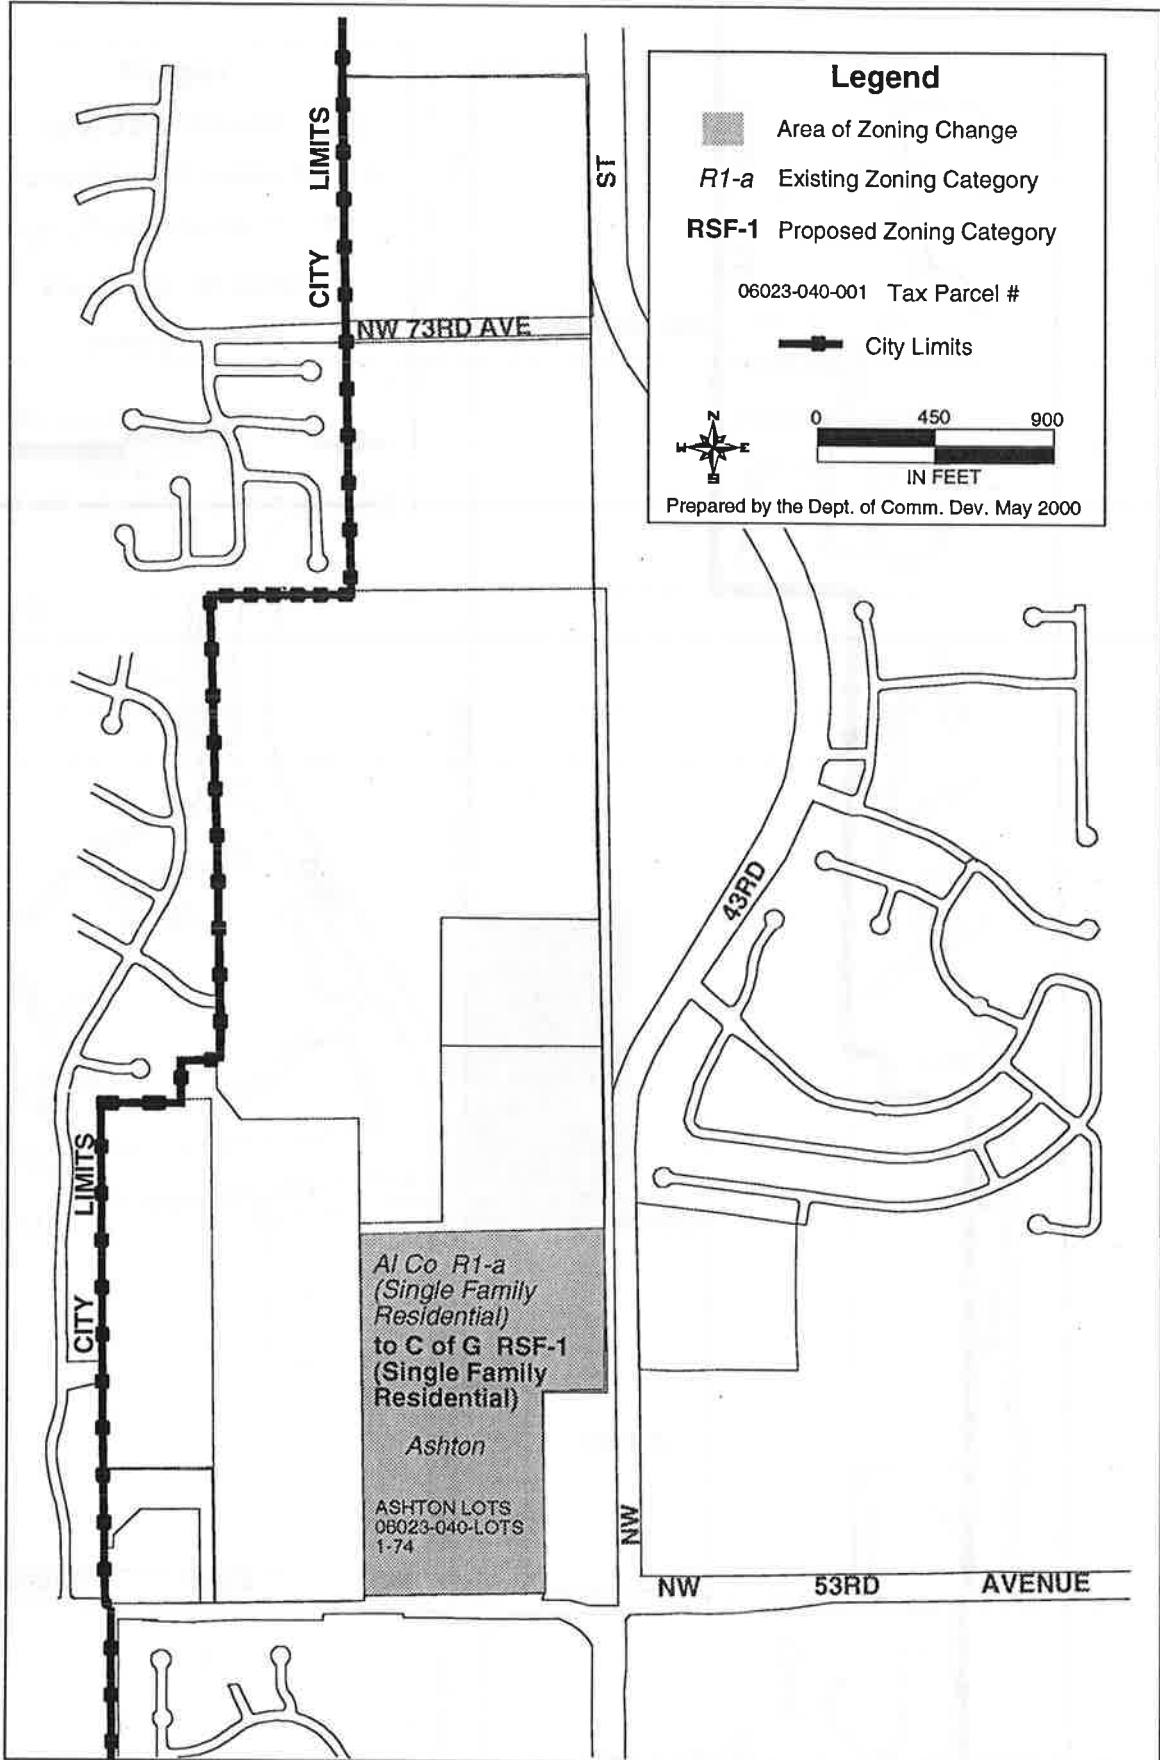 Legend
Area of Zoning Change
R1-a Existing Zoning Category
RSF-1 Proposed Zoning Category
06023-040-001 Tax Parcel #
City Limits
N
W E
S
0 450 900
IN FEET
Prepared by the Dept. of Comm. Dev. May 2000
CITY LIMITS
ST
NW 73RD AVE
43RD
CITY LIMITS
Al Co R1-a
(Single Family
Residential)
to C of G RSF-1
(Single Family
Residential)
Ashton
ASHTON LOTS
06023-040-LOTS
1-74
NW
NW 53RD AVENUE